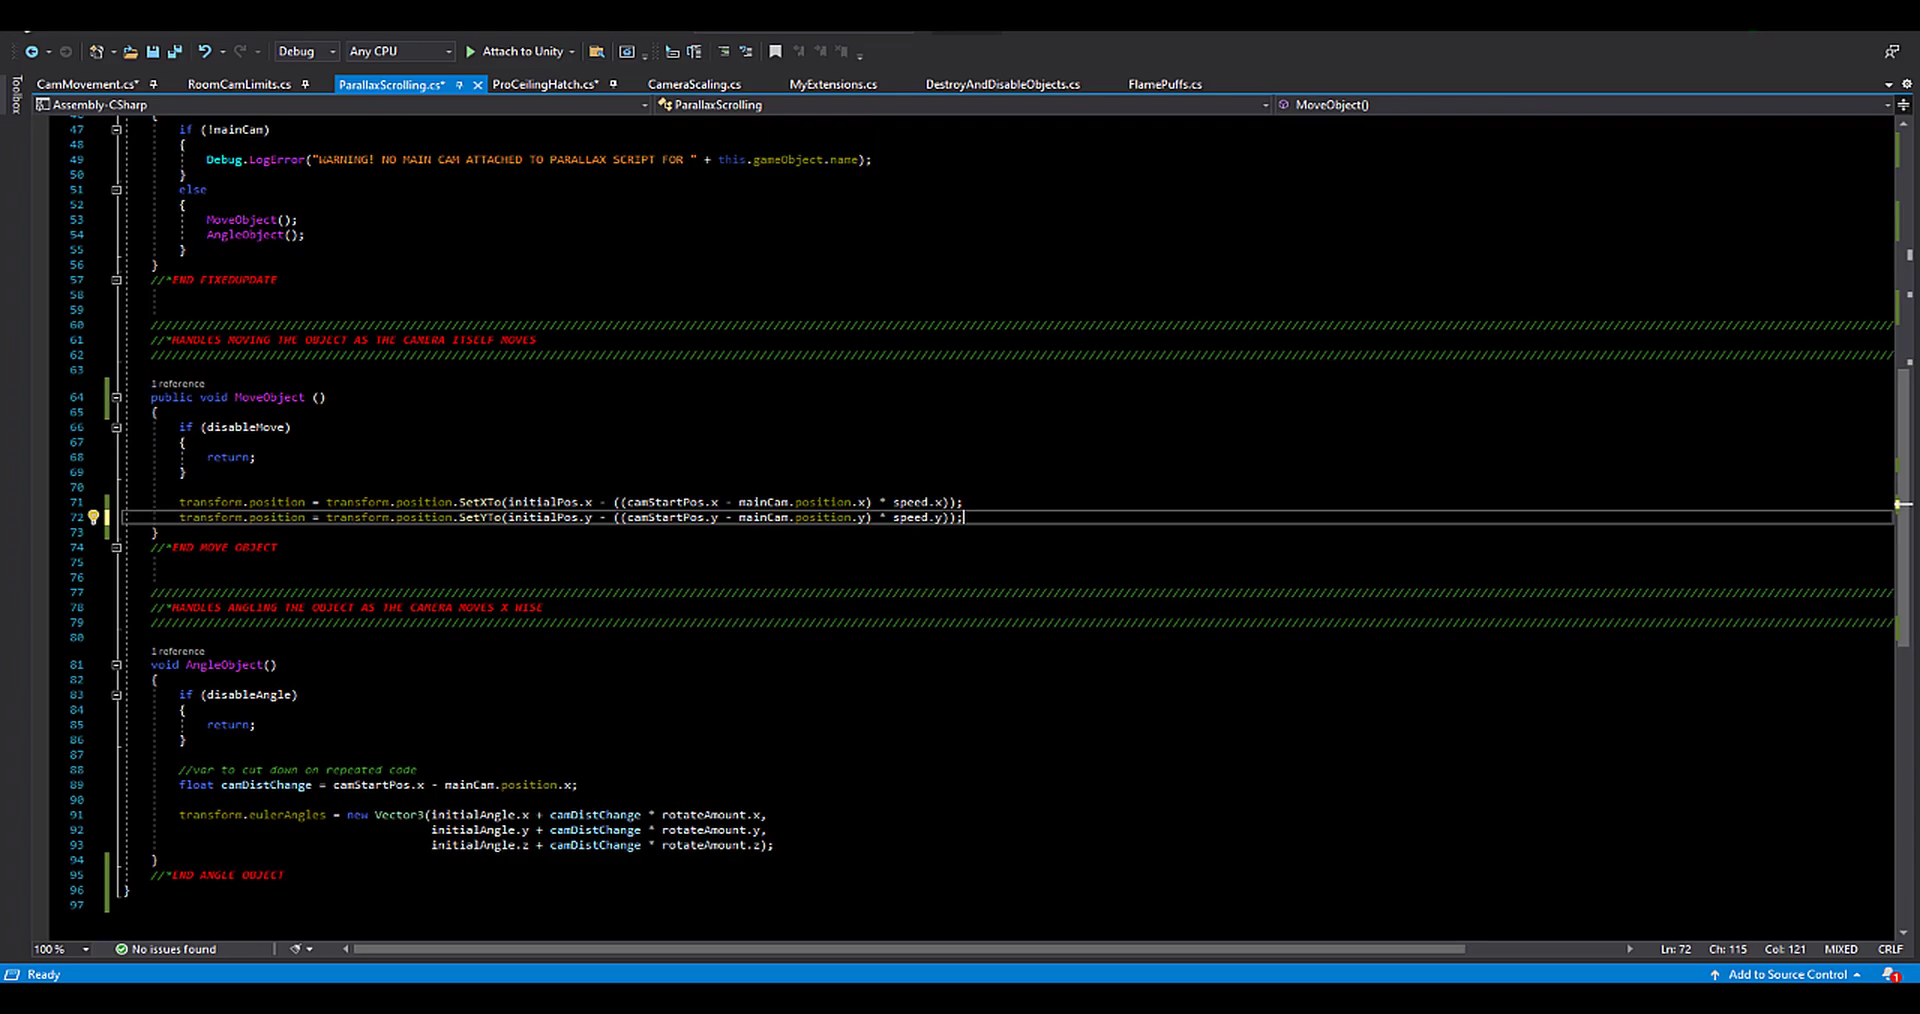 Debug
Any CPU
Attach to Unity
Toolbox
CamMovement.cs*
RoomCamLimits.cs
ParallaxScrolling.cs*
ProCeilingHatch.cs*
CameraScaling.cs
MyExtensions.cs
DestroyAndDisableObjects.cs
FlamePuffs.cs
Assembly-CSharp
ParallaxScrolling
MoveObject()
47 if (!mainCam)
48 {
49 Debug.LogError("WARNING! NO MAIN CAM ATTACHED TO PARALLAX SCRIPT FOR " + this.gameObject.name);
50 }
51 else
52 {
53 MoveObject();
54 AngleObject();
55 }
56 }
57 //*END FIXEDUPDATE
58
59
60 ////////////////////////////////////////////////////////////
61 //*HANDLES MOVING THE OBJECT AS THE CAMERA ITSELF MOVES
62 ////////////////////////////////////////////////////////////
63
1 reference
64 public void MoveObject ()
65 {
66 if (disableMove)
67 {
68 return;
69 }
70
71 transform.position = transform.position.SetXTo(initialPos.x - ((camStartPos.x - mainCam.position.x) * speed.x));
72 transform.position = transform.position.SetYTo(initialPos.y - ((camStartPos.y - mainCam.position.y) * speed.y));
73 }
74 //*END MOVE OBJECT
75
76
77 ////////////////////////////////////////////////////////////
78 //*HANDLES ANGLING THE OBJECT AS THE CAMERA MOVES X WISE
79 ////////////////////////////////////////////////////////////
80
1 reference
81 void AngleObject()
82 {
83 if (disableAngle)
84 {
85 return;
86 }
87
88 //var to cut down on repeated code
89 float camDistChange = camStartPos.x - mainCam.position.x;
90
91 transform.eulerAngles = new Vector3(initialAngle.x + camDistChange * rotateAmount.x,
92 initialAngle.y + camDistChange * rotateAmount.y,
93 initialAngle.z + camDistChange * rotateAmount.z);
94 }
95 //*END ANGLE OBJECT
96 }
97
100 %
No issues found
Ln: 72
Ch: 115
Col: 121
MIXED
CRLF
Ready
Add to Source Control
1